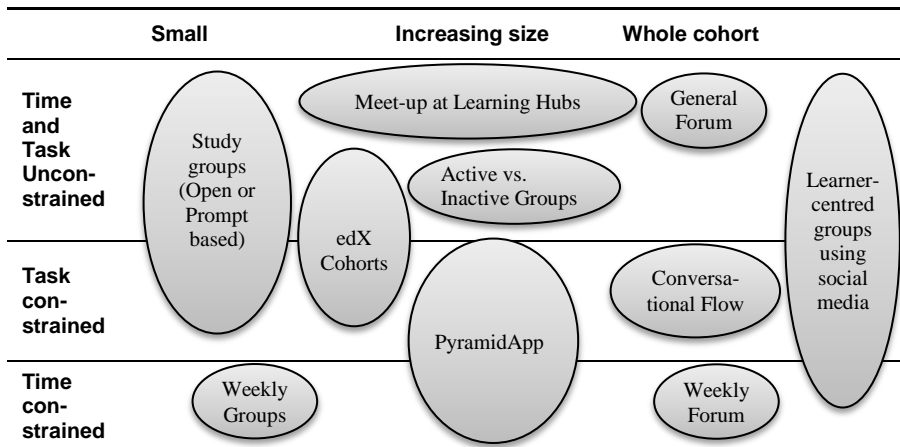 Small Increasing size Whole cohort
Time
and
Task
Uncon-
strained
Study
groups
(Open or
Prompt
based)
Meet-up at Learning Hubs
General
Forum
edX
Cohorts
Active vs.
Inactive Groups
Learner-
centred
groups
using
social
media
Task
con-
strained
PyramidApp
Conversa-
tional Flow
Time
con-
strained
Weekly
Groups
Weekly
Forum